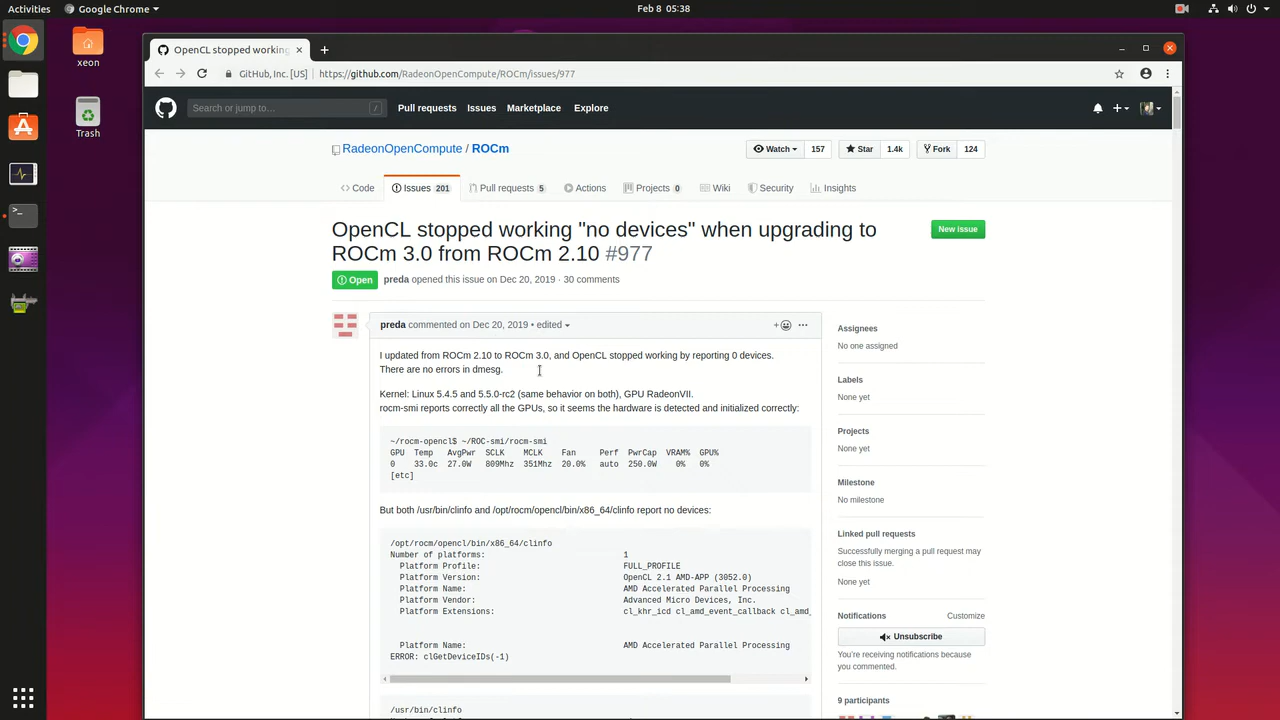 Activities
Google Chrome
Feb 8 05:38
xeon
Trash
OpenCL stopped working
GitHub, Inc. [US]
https://github.com/RadeonOpenCompute/ROCm/issues/977
Search or jump to…
/
Pull requests
Issues
Marketplace
Explore
RadeonOpenCompute / ROCm
Watch
157
Star
1.4k
Fork
124
Code
Issues 201
Pull requests 5
Actions
Projects 0
Wiki
Security
Insights
OpenCL stopped working "no devices" when upgrading to
ROCm 3.0 from ROCm 2.10 #977
New issue
Open
preda opened this issue on Dec 20, 2019 · 30 comments
preda commented on Dec 20, 2019 • edited
I updated from ROCm 2.10 to ROCm 3.0, and OpenCL stopped working by reporting 0 devices.
There are no errors in dmesg.
Kernel: Linux 5.4.5 and 5.5.0-rc2 (same behavior on both), GPU RadeonVII.
rocm-smi reports correctly all the GPUs, so it seems the hardware is detected and initialized correctly:
~/rocm-opencl$ ~/ROC-smi/rocm-smi
GPU Temp AvgPwr SCLK MCLK Fan Perf PwrCap VRAM% GPU%
0 33.0c 27.0W 809Mhz 351Mhz 20.0% auto 250.0W 0% 0%
[etc]
But both /usr/bin/clinfo and /opt/rocm/opencl/bin/x86_64/clinfo report no devices:
/opt/rocm/opencl/bin/x86_64/clinfo
Number of platforms: 1
Platform Profile: FULL_PROFILE
Platform Version: OpenCL 2.1 AMD-APP (3052.0)
Platform Name: AMD Accelerated Parallel Processing
Platform Vendor: Advanced Micro Devices, Inc.
Platform Extensions: cl_khr_icd cl_amd_event_callback cl_amd_
Platform Name: AMD Accelerated Parallel Processing
ERROR: clGetDeviceIDs(-1)
/usr/bin/clinfo
Assignees
No one assigned
Labels
None yet
Projects
None yet
Milestone
No milestone
Linked pull requests
Successfully merging a pull request may
close this issue.
None yet
Notifications
Customize
Unsubscribe
You're receiving notifications because
you commented.
9 participants